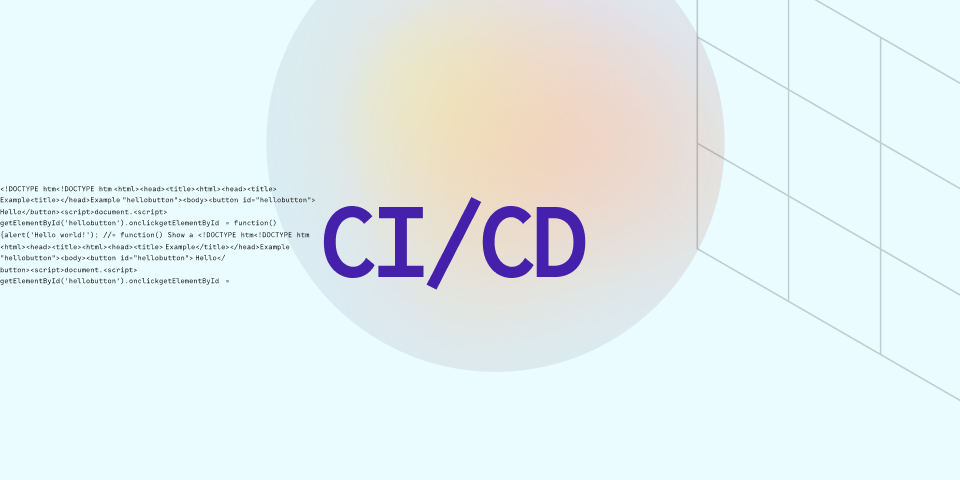 <!DOCTYPE htm<!DOCTYPE htm <html><head><title><html><head><title>
Example<title></head>Example "hellobutton"><body><button id="hellobutton">
Hello</button><script>document.<script>
getElementById('hellobutton').onclickgetElementById = function()
{alert('Hello world!'); //= function() Show a <!DOCTYPE htm<!DOCTYPE htm
<html><head><title><html><head><title> Example</title></head>Example
"hellobutton"><body><button id="hellobutton"> Hello</
button><script>document.<script>
getElementById('hellobutton').onclickgetElementById =
CI/CD